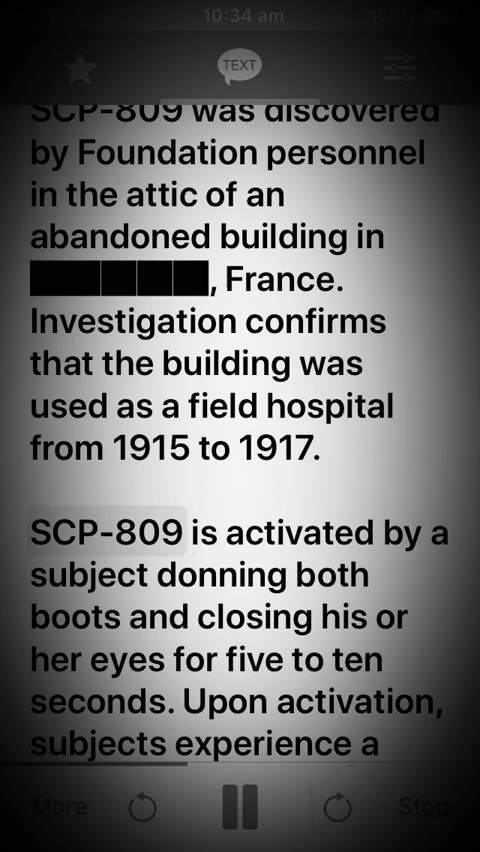 10:34 am
100%
TEXT
SCP-809 was discovered
by Foundation personnel
in the attic of an
abandoned building in
██████, France.
Investigation confirms
that the building was
used as a field hospital
from 1915 to 1917.
SCP-809 is activated by a
subject donning both
boots and closing his or
her eyes for five to ten
seconds. Upon activation,
subjects experience a
More
Stop